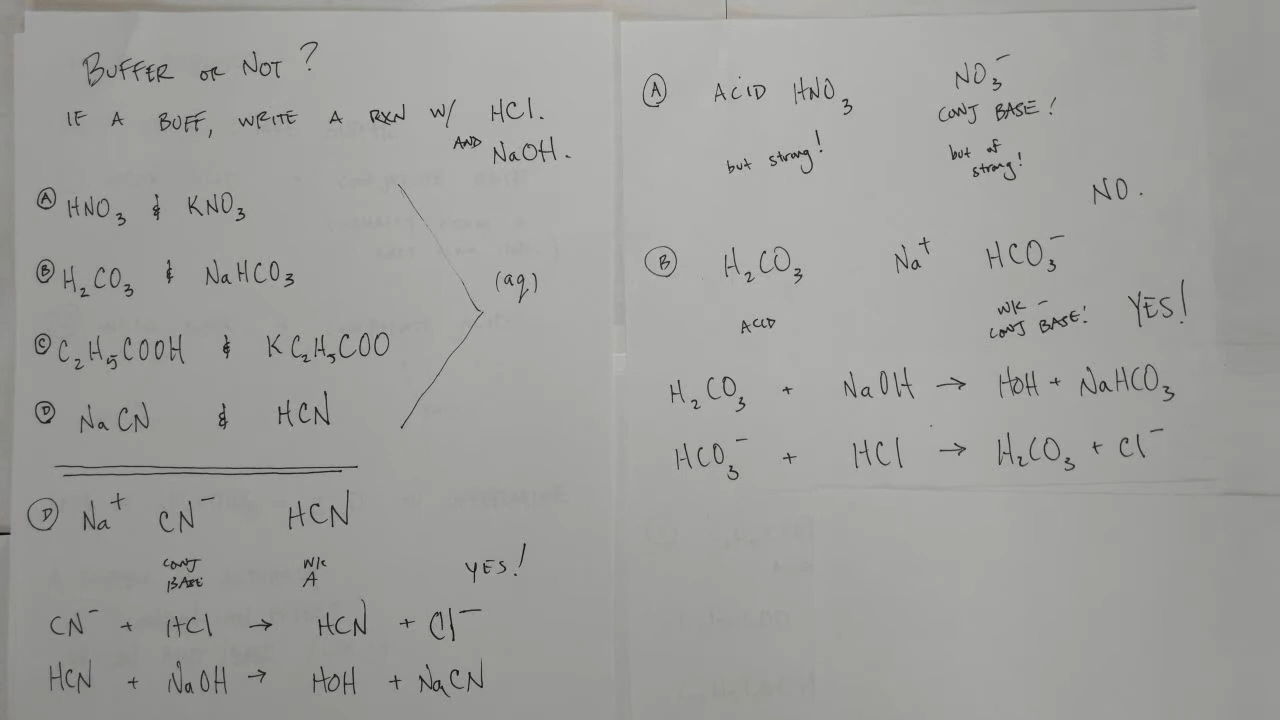 BUFFER OR NOT?
IF A BUFF, WRITE A RXN W/ HCl.
AND NaOH.
Ⓐ HNO₃ & KNO₃
Ⓑ H₂CO₃ & NaHCO₃
Ⓒ C₂H₅COOH & KC₂H₅COO
Ⓓ NaCN & HCN
(aq)
Ⓓ Na⁺ CN⁻ HCN
CONJ BASE WK A YES!
CN⁻ + HCl → HCN + Cl⁻
HCN + NaOH → HOH + NaCN
Ⓐ ACID HNO₃ NO₃⁻
CONJ BASE!
but strong! but of strong!
NO.
Ⓑ H₂CO₃ Na⁺ HCO₃⁻
ACID WK – CONJ BASE! YES!
H₂CO₃ + NaOH → HOH + NaHCO₃
HCO₃⁻ + HCl → H₂CO₃ + Cl⁻